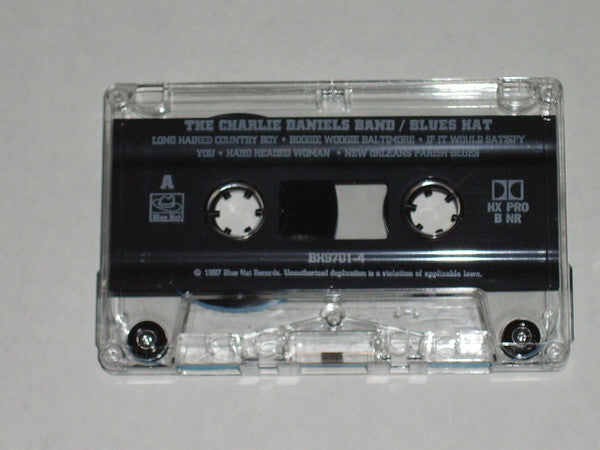 THE CHARLIE DANIELS BAND / BLUES HAT
LONG HAIRED COUNTRY BOY • BOOGIE WOOGIE BALTIMORE • IF IT WOULD SATISFY
YOU • HARD HEADED WOMAN • NEW ORLEANS PARISH BLUES
A
Blue Hat
HX PRO
B NR
BH9701-4
© 1997 Blue Hat Records. Unauthorized duplication is a violation of applicable laws.